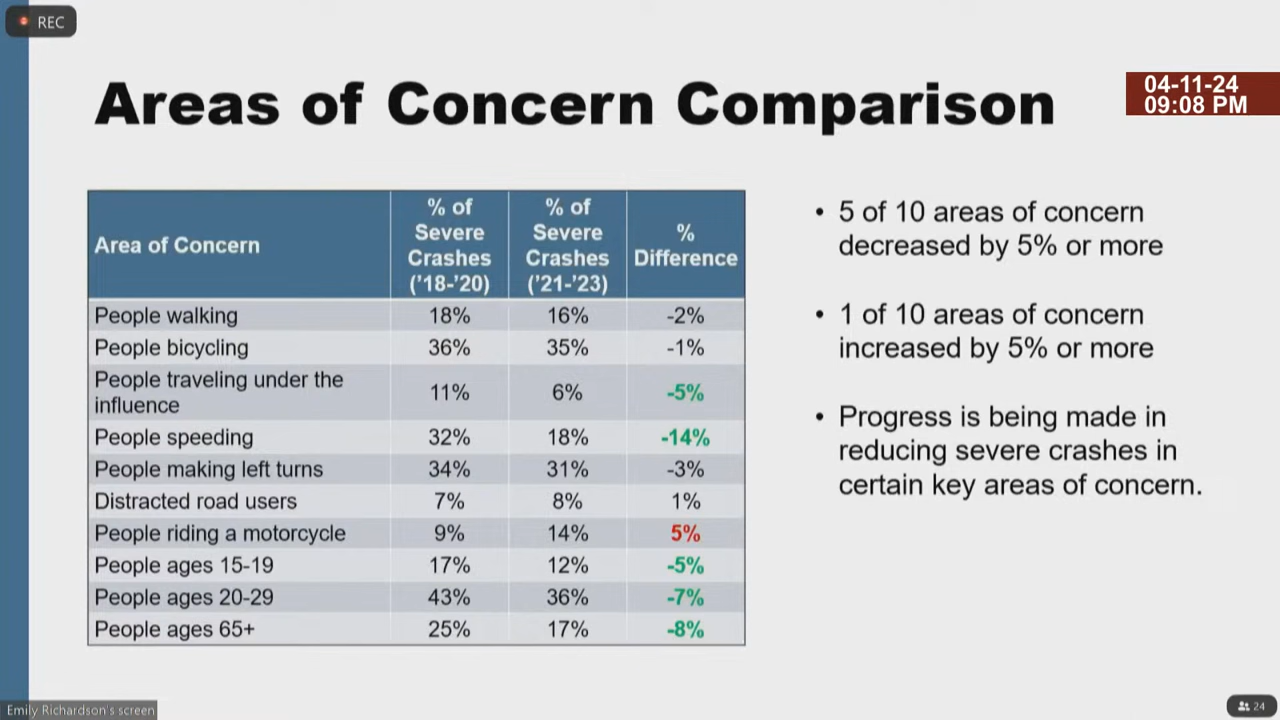 REC
Areas of Concern Comparison
04-11-24
09:08 PM
Area of Concern
% of
Severe
Crashes
('18-'20)
% of
Severe
Crashes
('21-'23)
%
Difference
People walking 18% 16% -2%
People bicycling 36% 35% -1%
People traveling under the
influence 11% 6% -5%
People speeding 32% 18% -14%
People making left turns 34% 31% -3%
Distracted road users 7% 8% 1%
People riding a motorcycle 9% 14% 5%
People ages 15-19 17% 12% -5%
People ages 20-29 43% 36% -7%
People ages 65+ 25% 17% -8%
• 5 of 10 areas of concern
decreased by 5% or more
• 1 of 10 areas of concern
increased by 5% or more
• Progress is being made in
reducing severe crashes in
certain key areas of concern.
Emily Richardson's screen
24